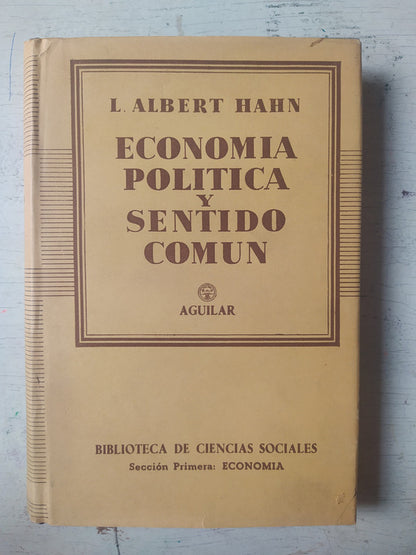 L. ALBERT HAHN
ECONOMIA
POLITICA
Y
SENTIDO
COMUN
AGUILAR
BIBLIOTECA DE CIENCIAS SOCIALES
Sección Primera: ECONOMIA